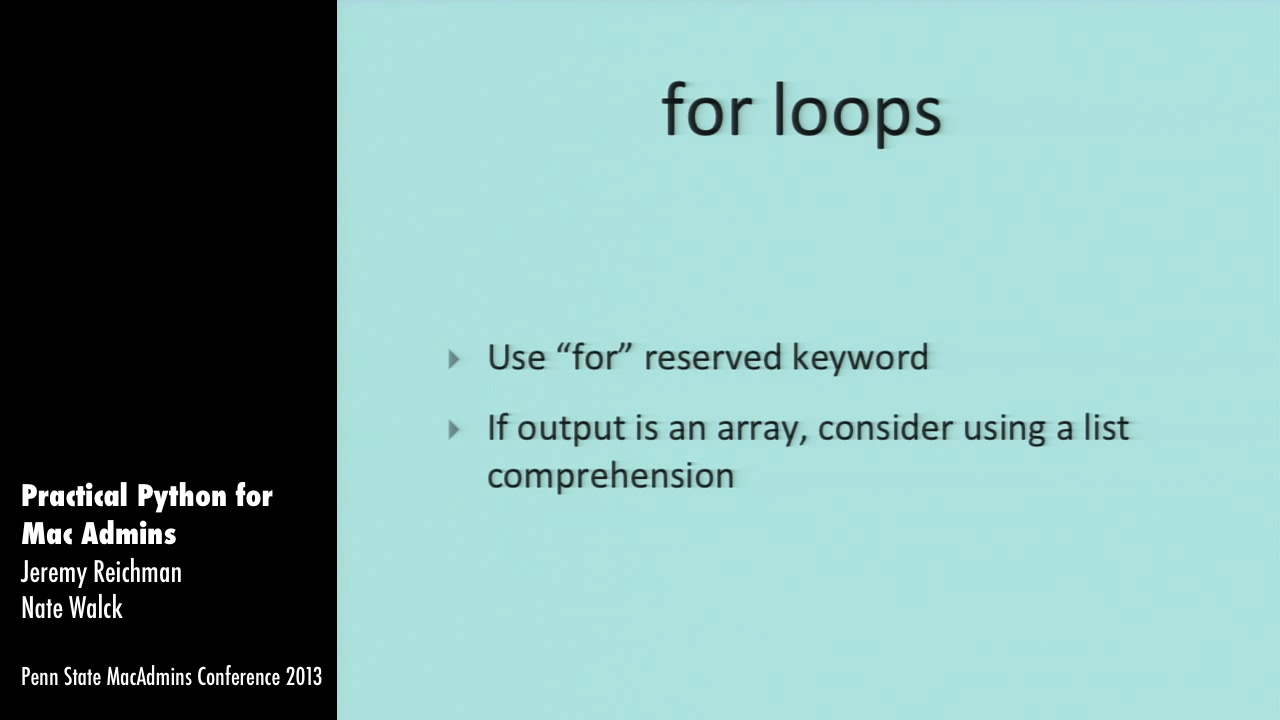 for loops
Use “for” reserved keyword
If output is an array, consider using a list
comprehension
Practical Python for
Mac Admins
Jeremy Reichman
Nate Walck
Penn State MacAdmins Conference 2013